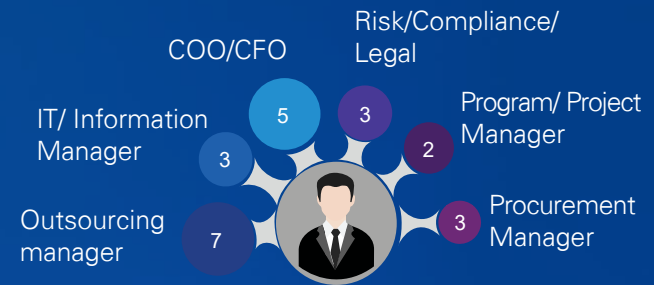 COO/CFO
5
Risk/Compliance/
Legal
3
IT/ Information
Manager
3
Program/ Project
Manager
2
Outsourcing
manager
7
Procurement
Manager
3